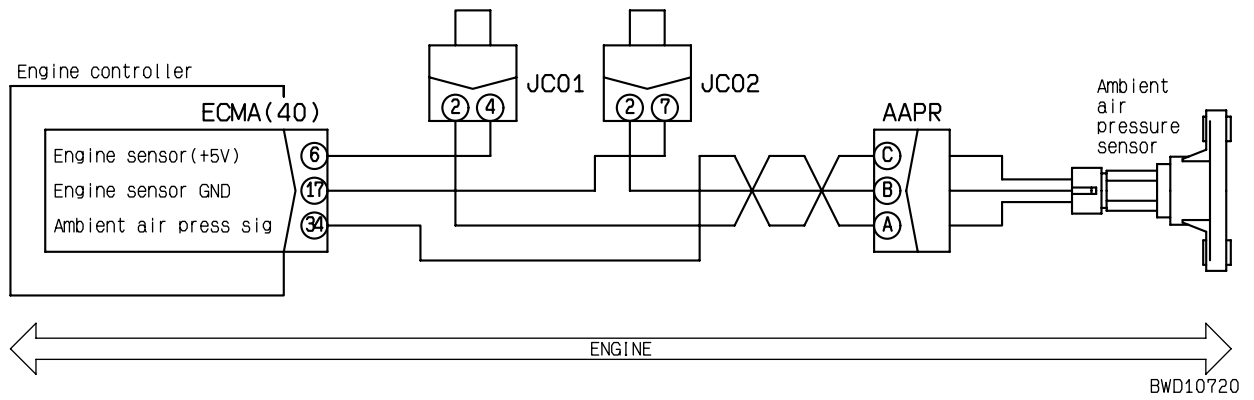 Engine controller
ECMA(40)
JC01
JC02
AAPR
Ambient
air
pressure
sensor
2 4
2 7
Engine sensor(+5V) 6
Engine sensor GND 17
Ambient air press sig 34
C
B
A
ENGINE
BWD10720